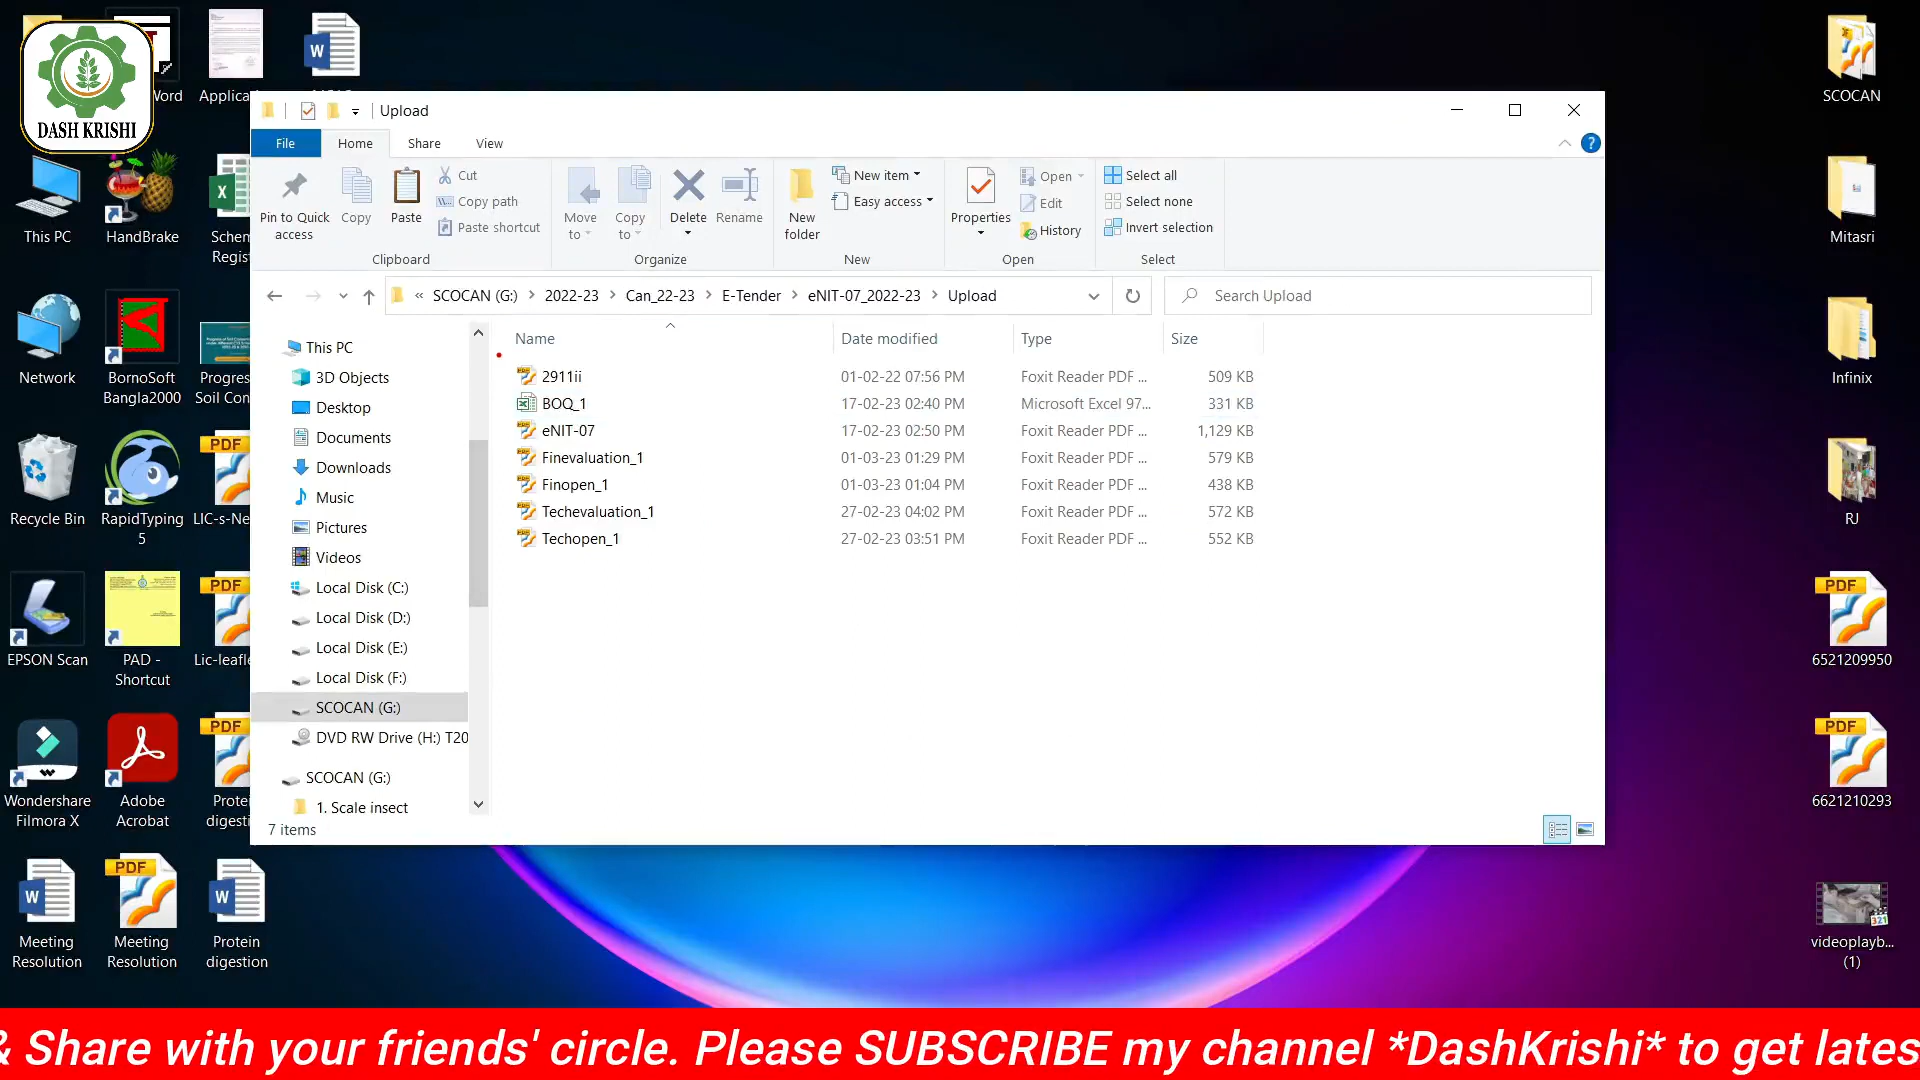 DASH KRISHI
Word
Applica
This PC
HandBrake
Schem
Regist
Network
BornoSoft
Bangla2000
Progres
Soil Con
Recycle Bin
RapidTyping
5
LIC-s-Ne
EPSON Scan
PAD -
Shortcut
Lic-leafle
Wondershare
Filmora X
Adobe
Acrobat
Protei
digesti
Meeting
Resolution
Meeting
Resolution
Protein
digestion
Upload
File Home Share View
Pin to Quick
access
Copy
Paste
Cut
Copy path
Paste shortcut
Clipboard
Move
to
Copy
to
Delete
Rename
Organize
New
folder
New item
Easy access
New
Properties
Open
Edit
History
Open
Select all
Select none
Invert selection
Select
« SCOCAN (G:) > 2022-23 > Can_22-23 > E-Tender > eNIT-07_2022-23 > Upload
Search Upload
This PC
3D Objects
Desktop
Documents
Downloads
Music
Pictures
Videos
Local Disk (C:)
Local Disk (D:)
Local Disk (E:)
Local Disk (F:)
SCOCAN (G:)
DVD RW Drive (H:) T20
SCOCAN (G:)
1. Scale insect
Name Date modified Type Size
2911ii 01-02-22 07:56 PM Foxit Reader PDF ... 509 KB
BOQ_1 17-02-23 02:40 PM Microsoft Excel 97... 331 KB
eNIT-07 17-02-23 02:50 PM Foxit Reader PDF ... 1,129 KB
Finevaluation_1 01-03-23 01:29 PM Foxit Reader PDF ... 579 KB
Finopen_1 01-03-23 01:04 PM Foxit Reader PDF ... 438 KB
Techevaluation_1 27-02-23 04:02 PM Foxit Reader PDF ... 572 KB
Techopen_1 27-02-23 03:51 PM Foxit Reader PDF ... 552 KB
7 items
SCOCAN
Mitasri
Infinix
RJ
PDF
6521209950
PDF
6621210293
videoplayb...
(1)
& Share with your friends' circle. Please SUBSCRIBE my channel *DashKrishi* to get lates